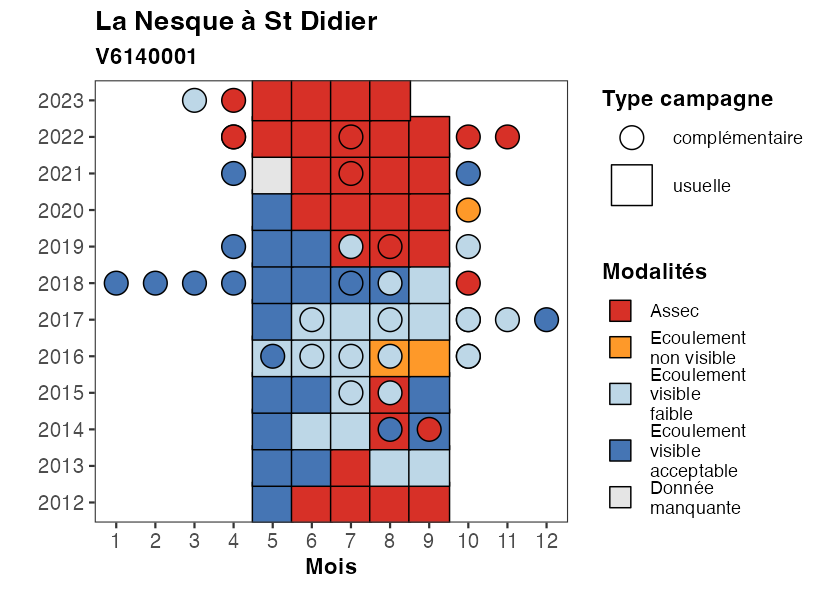 La Nesque à St Didier
V6140001
2023
2022
2021
2020
2019
2018
2017
2016
2015
2014
2013
2012
1 2 3 4 5 6 7 8 9 10 11 12
Mois
Type campagne
complémentaire
usuelle
Modalités
Assec
Ecoulement
non visible
Ecoulement
visible
faible
Ecoulement
visible
acceptable
Donnée
manquante